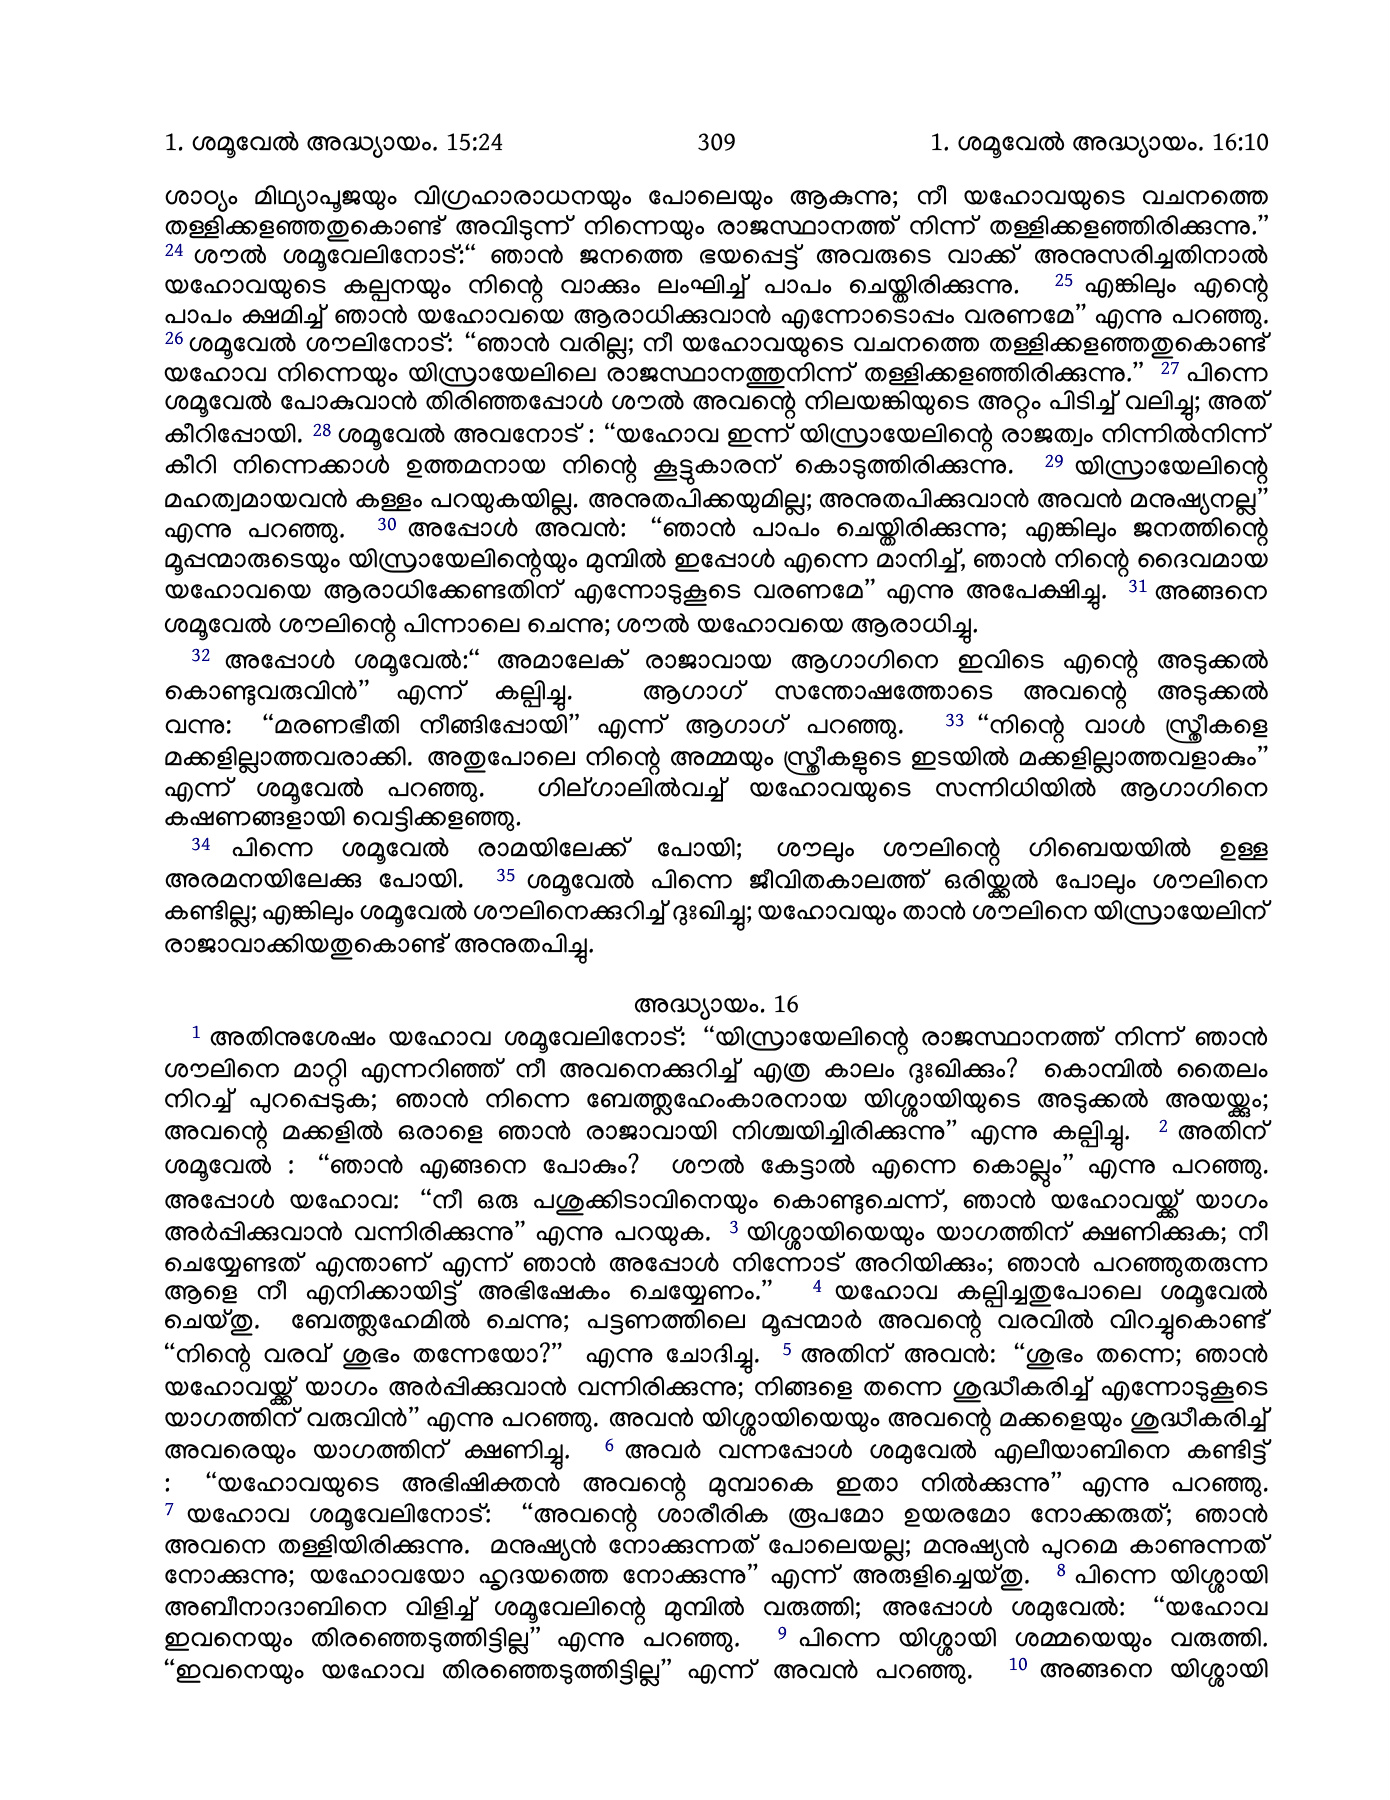 1. ശമൂവേൽ അദ്ധ്യായം. 15:24 309 1. ശമൂവേൽ അദ്ധ്യായം. 16:10
ശാഠ്യം മിഥ്യാപൂജയും വിഗ്രഹാരാധനയും പോലെയും ആകുന്നു; നീ യഹോവയുടെ വചനത്തെ
തള്ളിക്കളഞ്ഞതുകൊണ്ട് അവിടുന്ന് നിന്നെയും രാജസ്ഥാനത്ത് നിന്ന് തള്ളിക്കളഞ്ഞിരിക്കുന്നു.”
24 ശൗൽ ശമൂവേലിനോട്:“ ഞാൻ ജനത്തെ ഭയപ്പെട്ട് അവരുടെ വാക്ക് അനുസരിച്ചതിനാൽ
യഹോവയുടെ കല്പനയും നിന്റെ വാക്കും ലംഘിച്ച് പാപം ചെയ്തിരിക്കുന്നു. 25 എങ്കിലും എന്റെ
പാപം ക്ഷമിച്ച് ഞാൻ യഹോവയെ ആരാധിക്കുവാൻ എന്നോടൊപ്പം വരണമേ” എന്നു പറഞ്ഞു.
26 ശമൂവേൽ ശൗലിനോട്: “ഞാൻ വരില്ല; നീ യഹോവയുടെ വചനത്തെ തള്ളിക്കളഞ്ഞതുകൊണ്ട്
യഹോവ നിന്നെയും യിസ്രായേലിലെ രാജസ്ഥാനത്തുനിന്ന് തള്ളിക്കളഞ്ഞിരിക്കുന്നു.” 27 പിന്നെ
ശമൂവേൽ പോകുവാൻ തിരിഞ്ഞപ്പോൾ ശൗൽ അവന്റെ നിലയങ്കിയുടെ അറ്റം പിടിച്ച് വലിച്ചു; അത്
കീറിപ്പോയി. 28 ശമൂവേൽ അവനോട് : “യഹോവ ഇന്ന് യിസ്രായേലിന്റെ രാജത്വം നിന്നിൽനിന്ന്
കീറി നിന്നെക്കാൾ ഉത്തമനായ നിന്റെ കൂട്ടുകാരന് കൊടുത്തിരിക്കുന്നു. 29 യിസ്രായേലിന്റെ
മഹത്വമായവൻ കള്ളം പറയുകയില്ല. അനുതപിക്കയുമില്ല; അനുതപിക്കുവാൻ അവൻ മനുഷ്യനല്ല”
എന്നു പറഞ്ഞു. 30 അപ്പോൾ അവൻ: “ഞാൻ പാപം ചെയ്തിരിക്കുന്നു; എങ്കിലും ജനത്തിന്റെ
മൂപ്പന്മാരുടെയും യിസ്രായേലിന്റെയും മുമ്പിൽ ഇപ്പോൾ എന്നെ മാനിച്ച്, ഞാൻ നിന്റെ ദൈവമായ
യഹോവയെ ആരാധിക്കേണ്ടതിന് എന്നോടുകൂടെ വരണമേ” എന്നു അപേക്ഷിച്ചു. 31 അങ്ങനെ
ശമൂവേൽ ശൗലിന്റെ പിന്നാലെ ചെന്നു; ശൗൽ യഹോവയെ ആരാധിച്ചു.
32 അപ്പോൾ ശമൂവേൽ:“ അമാലേക് രാജാവായ ആഗാഗിനെ ഇവിടെ എന്റെ അടുക്കൽ
കൊണ്ടുവരുവിൻ” എന്ന് കല്പിച്ചു. ആഗാഗ് സന്തോഷത്തോടെ അവന്റെ അടുക്കൽ
വന്നു: “മരണഭീതി നീങ്ങിപ്പോയി” എന്ന് ആഗാഗ് പറഞ്ഞു. 33 “നിന്റെ വാൾ സ്ത്രീകളെ
മക്കളില്ലാത്തവരാക്കി. അതുപോലെ നിന്റെ അമ്മയും സ്ത്രീകളുടെ ഇടയിൽ മക്കളില്ലാത്തവളാകും”
എന്ന് ശമൂവേൽ പറഞ്ഞു. ഗില്ഗാലിൽവച്ച് യഹോവയുടെ സന്നിധിയിൽ ആഗാഗിനെ
കഷണങ്ങളായി വെട്ടിക്കളഞ്ഞു.
34 പിന്നെ ശമൂവേൽ രാമയിലേക്ക് പോയി; ശൗലും ശൗലിന്റെ ഗിബെയയിൽ ഉള്ള
അരമനയിലേക്കു പോയി. 35 ശമൂവേൽ പിന്നെ ജീവിതകാലത്ത് ഒരിയ്ക്കൽ പോലും ശൗലിനെ
കണ്ടില്ല; എങ്കിലും ശമൂവേൽ ശൗലിനെക്കുറിച്ച് ദുഃഖിച്ചു; യഹോവയും താൻ ശൗലിനെ യിസ്രായേലിന്
രാജാവാക്കിയതുകൊണ്ട് അനുതപിച്ചു.
അദ്ധ്യായം. 16
1 അതിനുശേഷം യഹോവ ശമൂവേലിനോട്: “യിസ്രായേലിന്റെ രാജസ്ഥാനത്ത് നിന്ന് ഞാൻ
ശൗലിനെ മാറ്റി എന്നറിഞ്ഞ് നീ അവനെക്കുറിച്ച് എത്ര കാലം ദുഃഖിക്കും? കൊമ്പിൽ തൈലം
നിറച്ച് പുറപ്പെടുക; ഞാൻ നിന്നെ ബേത്ത്ലഹേംകാരനായ യിശ്ശായിയുടെ അടുക്കൽ അയയ്ക്കും;
അവന്റെ മക്കളിൽ ഒരാളെ ഞാൻ രാജാവായി നിശ്ചയിച്ചിരിക്കുന്നു” എന്നു കല്പിച്ചു. 2 അതിന്
ശമൂവേൽ : “ഞാൻ എങ്ങനെ പോകും? ശൗൽ കേട്ടാൽ എന്നെ കൊല്ലും” എന്നു പറഞ്ഞു.
അപ്പോൾ യഹോവ: “നീ ഒരു പശുക്കിടാവിനെയും കൊണ്ടുചെന്ന്, ഞാൻ യഹോവയ്ക്ക് യാഗം
അർപ്പിക്കുവാൻ വന്നിരിക്കുന്നു” എന്നു പറയുക. 3 യിശ്ശായിയെയും യാഗത്തിന് ക്ഷണിക്കുക; നീ
ചെയ്യേണ്ടത് എന്താണ് എന്ന് ഞാൻ അപ്പോൾ നിന്നോട് അറിയിക്കും; ഞാൻ പറഞ്ഞുതരുന്ന
ആളെ നീ എനിക്കായിട്ട് അഭിഷേകം ചെയ്യേണം.” 4 യഹോവ കല്പിച്ചതുപോലെ ശമൂവേൽ
ചെയ്തു. ബേത്ത്ലഹേമിൽ ചെന്നു; പട്ടണത്തിലെ മൂപ്പന്മാർ അവന്റെ വരവിൽ വിറച്ചുകൊണ്ട്
“നിന്റെ വരവ് ശുഭം തന്നേയോ?” എന്നു ചോദിച്ചു. 5 അതിന് അവൻ: “ശുഭം തന്നെ; ഞാൻ
യഹോവയ്ക്ക് യാഗം അർപ്പിക്കുവാൻ വന്നിരിക്കുന്നു; നിങ്ങളെ തന്നെ ശുദ്ധീകരിച്ച് എന്നോടുകൂടെ
യാഗത്തിന് വരുവിൻ” എന്നു പറഞ്ഞു. അവൻ യിശ്ശായിയെയും അവന്റെ മക്കളെയും ശുദ്ധീകരിച്ച്
അവരെയും യാഗത്തിന് ക്ഷണിച്ചു. 6 അവർ വന്നപ്പോൾ ശമുവേൽ എലീയാബിനെ കണ്ടിട്ട്
: “യഹോവയുടെ അഭിഷിക്തൻ അവന്റെ മുമ്പാകെ ഇതാ നിൽക്കുന്നു” എന്നു പറഞ്ഞു.
7 യഹോവ ശമൂവേലിനോട്: “അവന്റെ ശാരീരിക രൂപമോ ഉയരമോ നോക്കരുത്; ഞാൻ
അവനെ തള്ളിയിരിക്കുന്നു. മനുഷ്യൻ നോക്കുന്നത് പോലെയല്ല; മനുഷ്യൻ പുറമെ കാണുന്നത്
നോക്കുന്നു; യഹോവയോ ഹൃദയത്തെ നോക്കുന്നു” എന്ന് അരുളിച്ചെയ്തു. 8 പിന്നെ യിശ്ശായി
അബീനാദാബിനെ വിളിച്ച് ശമൂവേലിന്റെ മുമ്പിൽ വരുത്തി; അപ്പോൾ ശമുവേൽ: “യഹോവ
ഇവനെയും തിരഞ്ഞെടുത്തിട്ടില്ല” എന്നു പറഞ്ഞു. 9 പിന്നെ യിശ്ശായി ശമ്മയെയും വരുത്തി.
“ഇവനെയും യഹോവ തിരഞ്ഞെടുത്തിട്ടില്ല” എന്ന് അവൻ പറഞ്ഞു. 10 അങ്ങനെ യിശ്ശായി